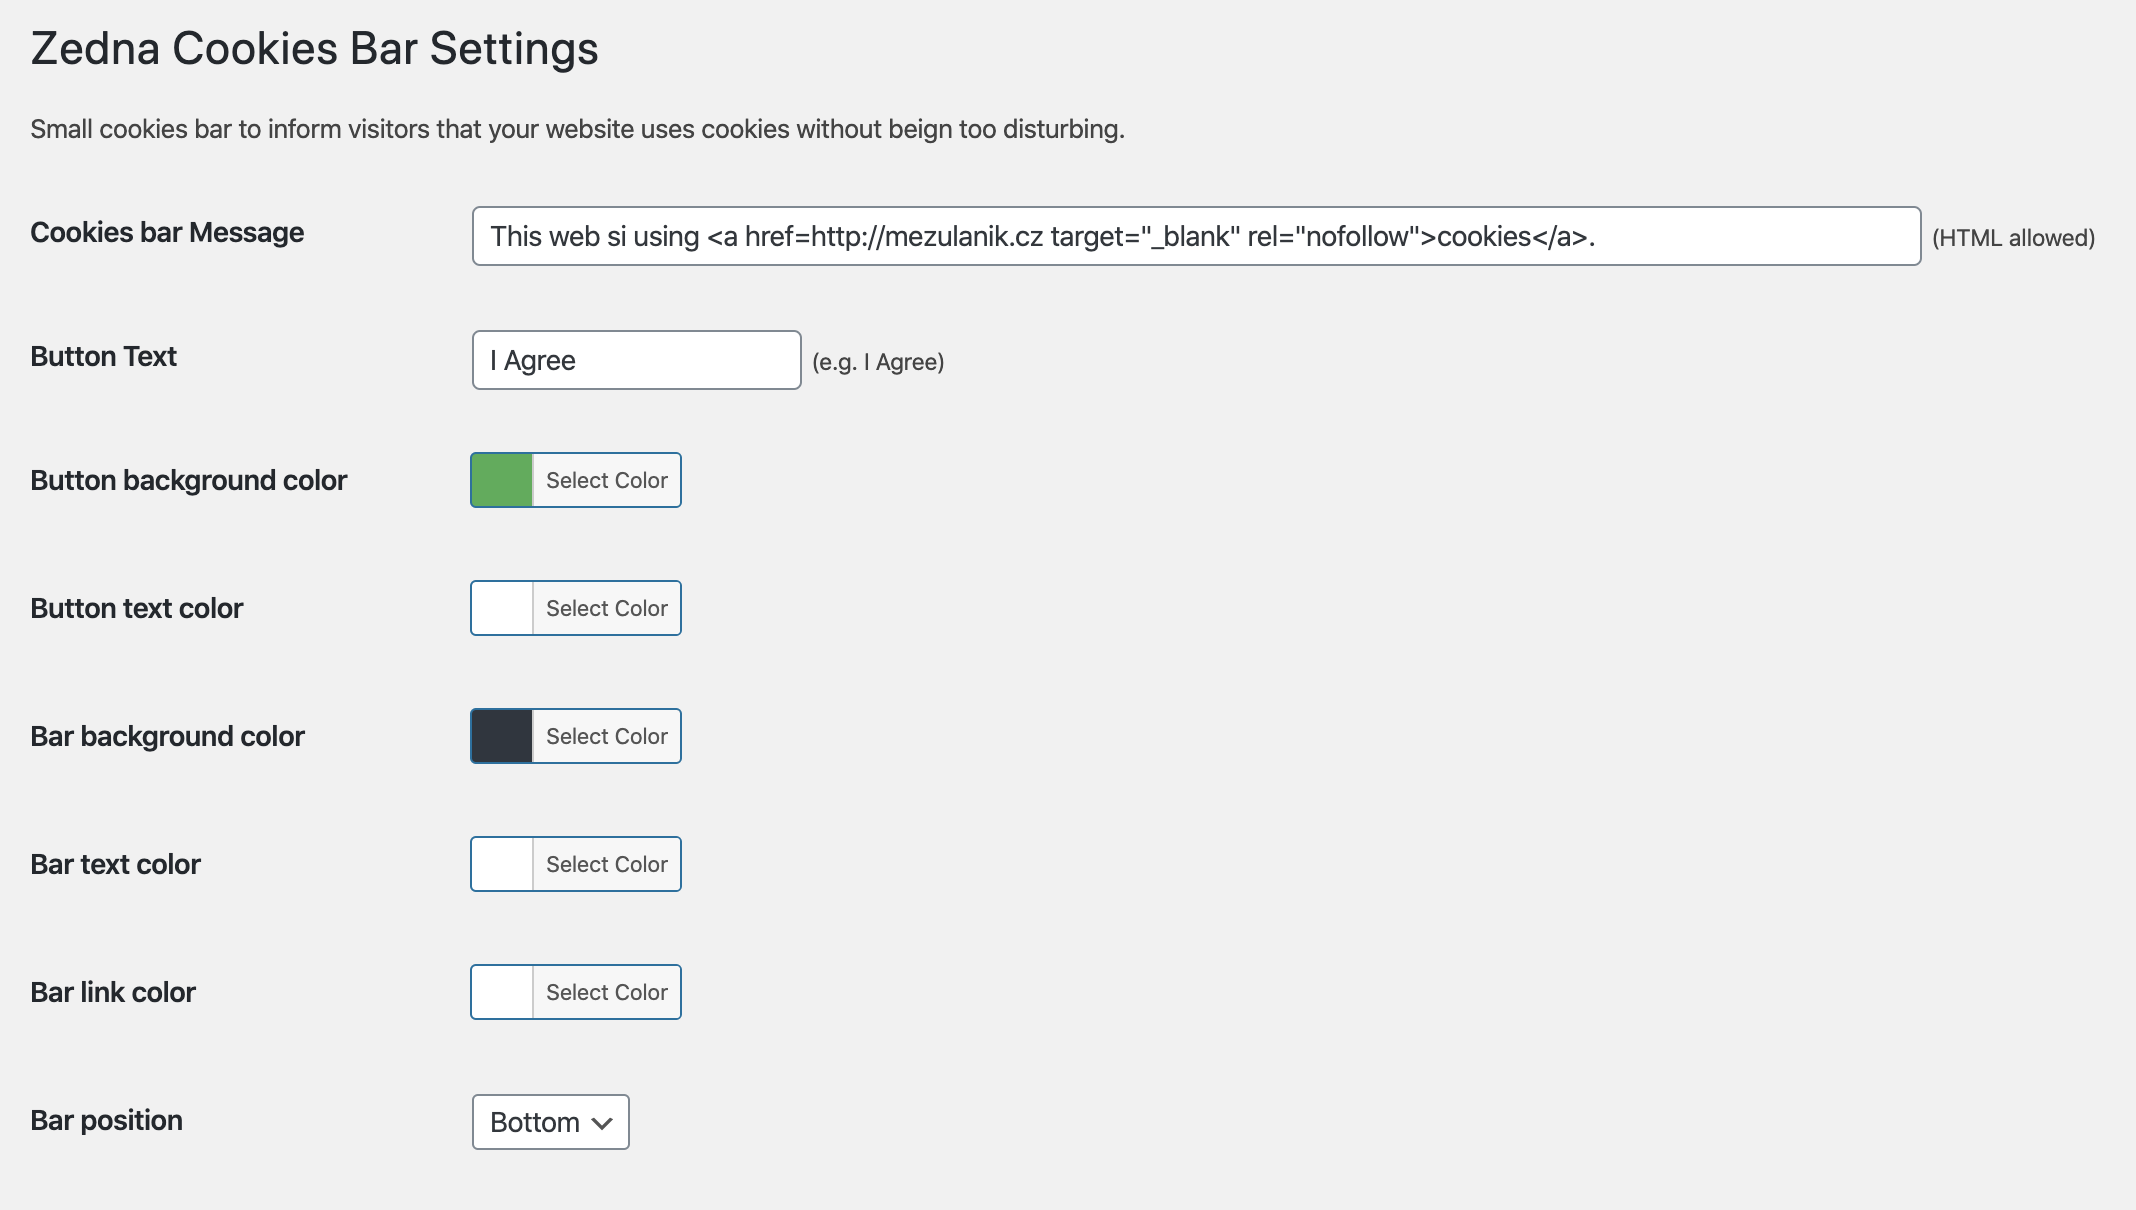 Zedna Cookies Bar Settings
Small cookies bar to inform visitors that your website uses cookies without beign too disturbing.
Cookies bar Message
This web si using <a href=http://mezulanik.cz target="_blank" rel="nofollow">cookies</a>.
(HTML allowed)
Button Text
I Agree
(e.g. I Agree)
Button background color
Select Color
Button text color
Select Color
Bar background color
Select Color
Bar text color
Select Color
Bar link color
Select Color
Bar position
Bottom